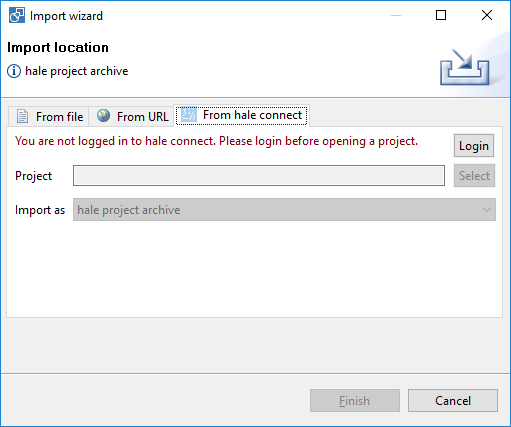 Import wizard
Import location
hale project archive
From file From URL From hale connect
You are not logged in to hale connect. Please login before opening a project. Login
Project Select
Import as hale project archive
Finish Cancel